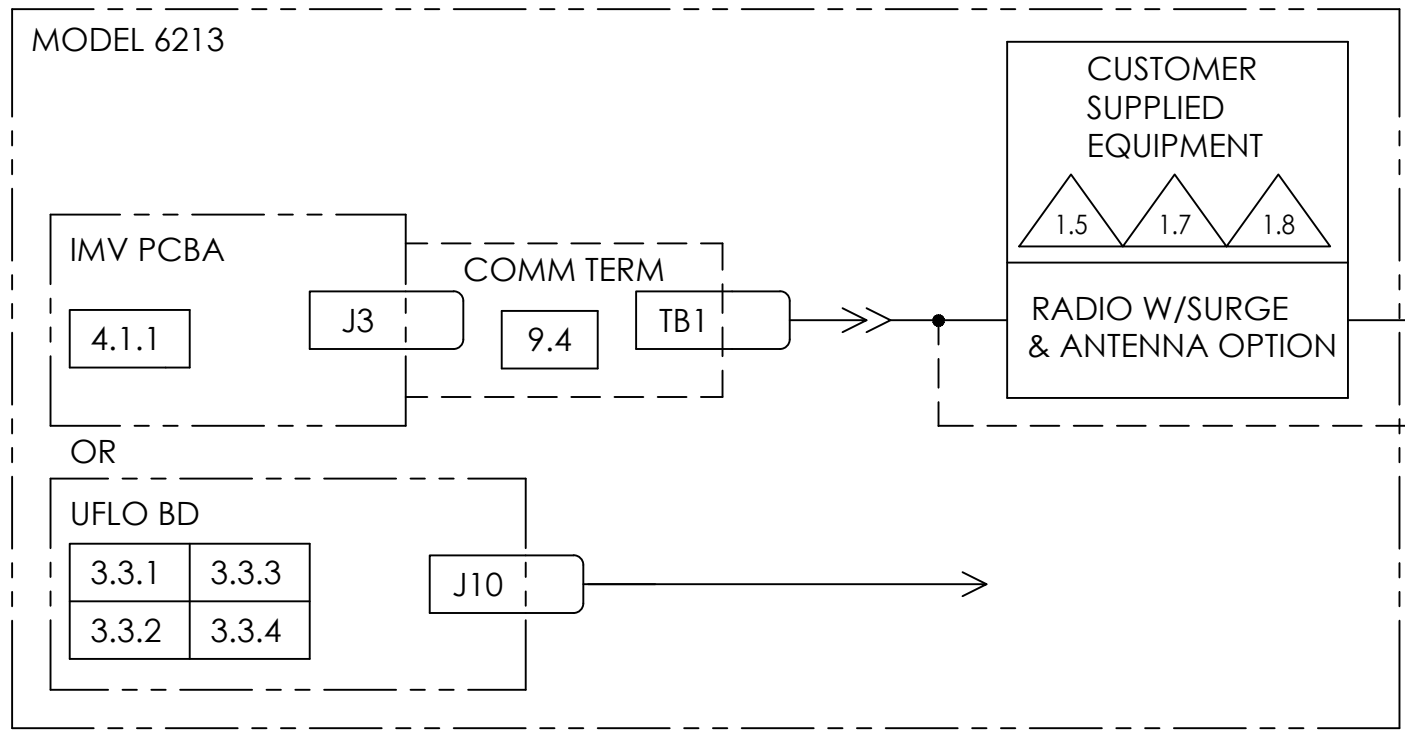 MODEL 6213
CUSTOMER
SUPPLIED
EQUIPMENT
1.5 1.7 1.8
RADIO W/SURGE
& ANTENNA OPTION
IMV PCBA
4.1.1
J3
COMM TERM
9.4
TB1
OR
UFLO BD
3.3.1 3.3.3
3.3.2 3.3.4
J10